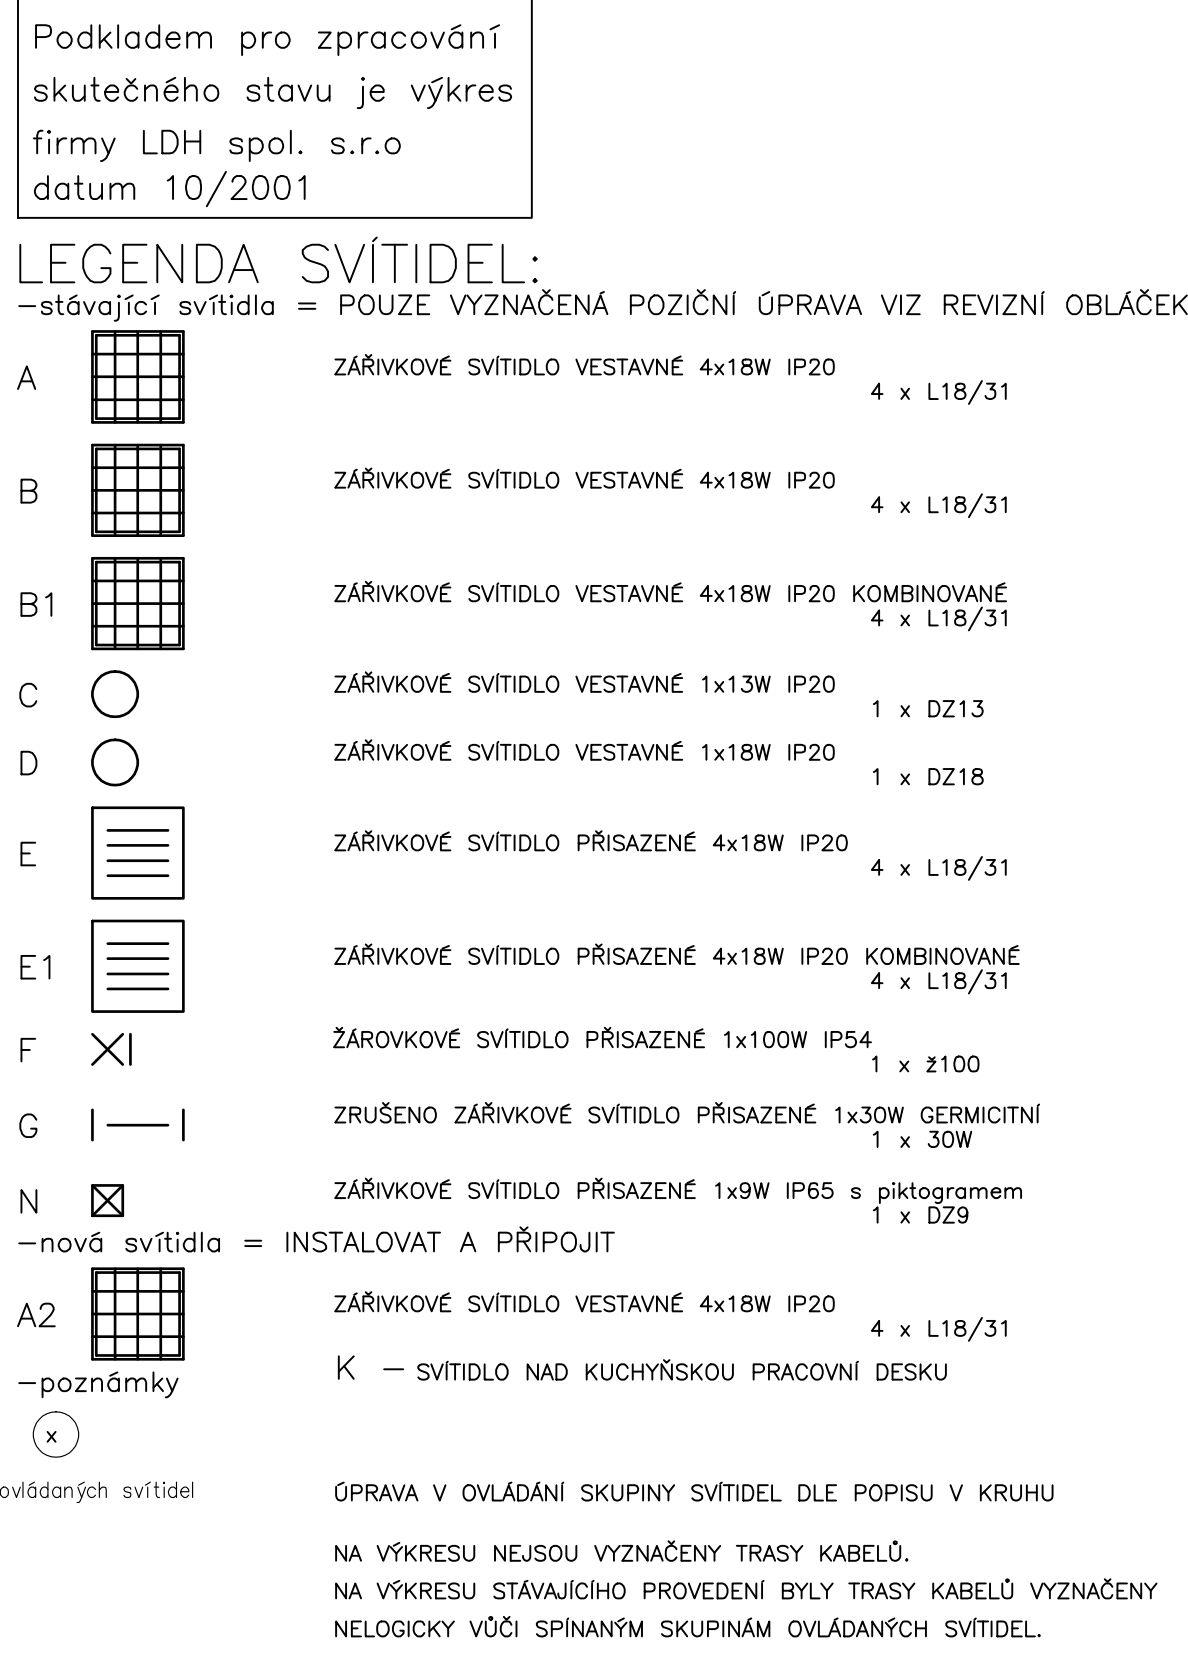 Podkladem pro zpracování
skutečného stavu je výkres
firmy LDH spol. s.r.o
datum 10/2001
LEGENDA SVÍTIDEL:
-stávající svítidla = POUZE VYZNAČENÁ POZIČNÍ ÚPRAVA VIZ REVIZNÍ OBLÁČEK
A ZÁŘIVKOVÉ SVÍTIDLO VESTAVNÉ 4x18W IP20
4 x L18/31
B ZÁŘIVKOVÉ SVÍTIDLO VESTAVNÉ 4x18W IP20
4 x L18/31
B1 ZÁŘIVKOVÉ SVÍTIDLO VESTAVNÉ 4x18W IP20 KOMBINOVANÉ
4 x L18/31
C ZÁŘIVKOVÉ SVÍTIDLO VESTAVNÉ 1x13W IP20
1 x DZ13
D ZÁŘIVKOVÉ SVÍTIDLO VESTAVNÉ 1x18W IP20
1 x DZ18
E ZÁŘIVKOVÉ SVÍTIDLO PŘISAZENÉ 4x18W IP20
4 x L18/31
E1 ZÁŘIVKOVÉ SVÍTIDLO PŘISAZENÉ 4x18W IP20 KOMBINOVANÉ
4 x L18/31
F ŽÁROVKOVÉ SVÍTIDLO PŘISAZENÉ 1x100W IP54
1 x ž100
G ZRUŠENO ZÁŘIVKOVÉ SVÍTIDLO PŘISAZENÉ 1x30W GERMICITNÍ
1 x 30W
N ZÁŘIVKOVÉ SVÍTIDLO PŘISAZENÉ 1x9W IP65 s piktogramem
1 x DZ9
-nová svítidla = INSTALOVAT A PŘIPOJIT
A2 ZÁŘIVKOVÉ SVÍTIDLO VESTAVNÉ 4x18W IP20
4 x L18/31
K - SVÍTIDLO NAD KUCHYŇSKOU PRACOVNÍ DESKU
-poznámky
x
ovládaných svítidel ÚPRAVA V OVLÁDÁNÍ SKUPINY SVÍTIDEL DLE POPISU V KRUHU
NA VÝKRESU NEJSOU VYZNAČENY TRASY KABELŮ.
NA VÝKRESU STÁVAJÍCÍHO PROVEDENÍ BYLY TRASY KABELŮ VYZNAČENY
NELOGICKY VŮČI SPÍNANÝM SKUPINÁM OVLÁDANÝCH SVÍTIDEL.